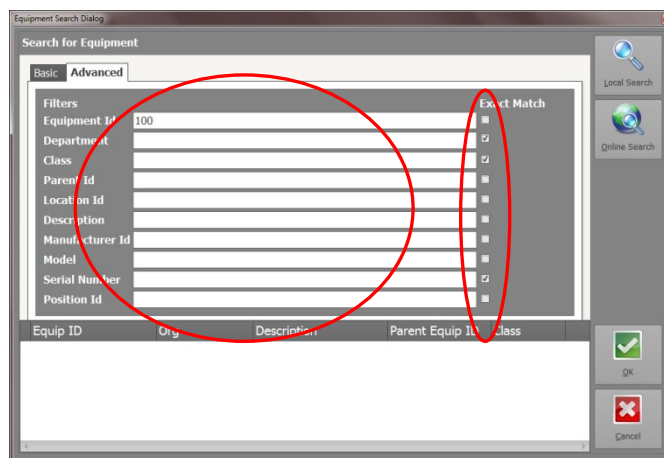 Equipment Search Dialog
Search for Equipment
Local Search
Online Search
Basic Advanced
Filters Exact Match
Equipment Id 100
Department
Class
Parent Id
Location Id
Description
Manufacturer Id
Model
Serial Number
Position Id
Equip ID Org Description Parent Equip ID Class
OK
Cancel